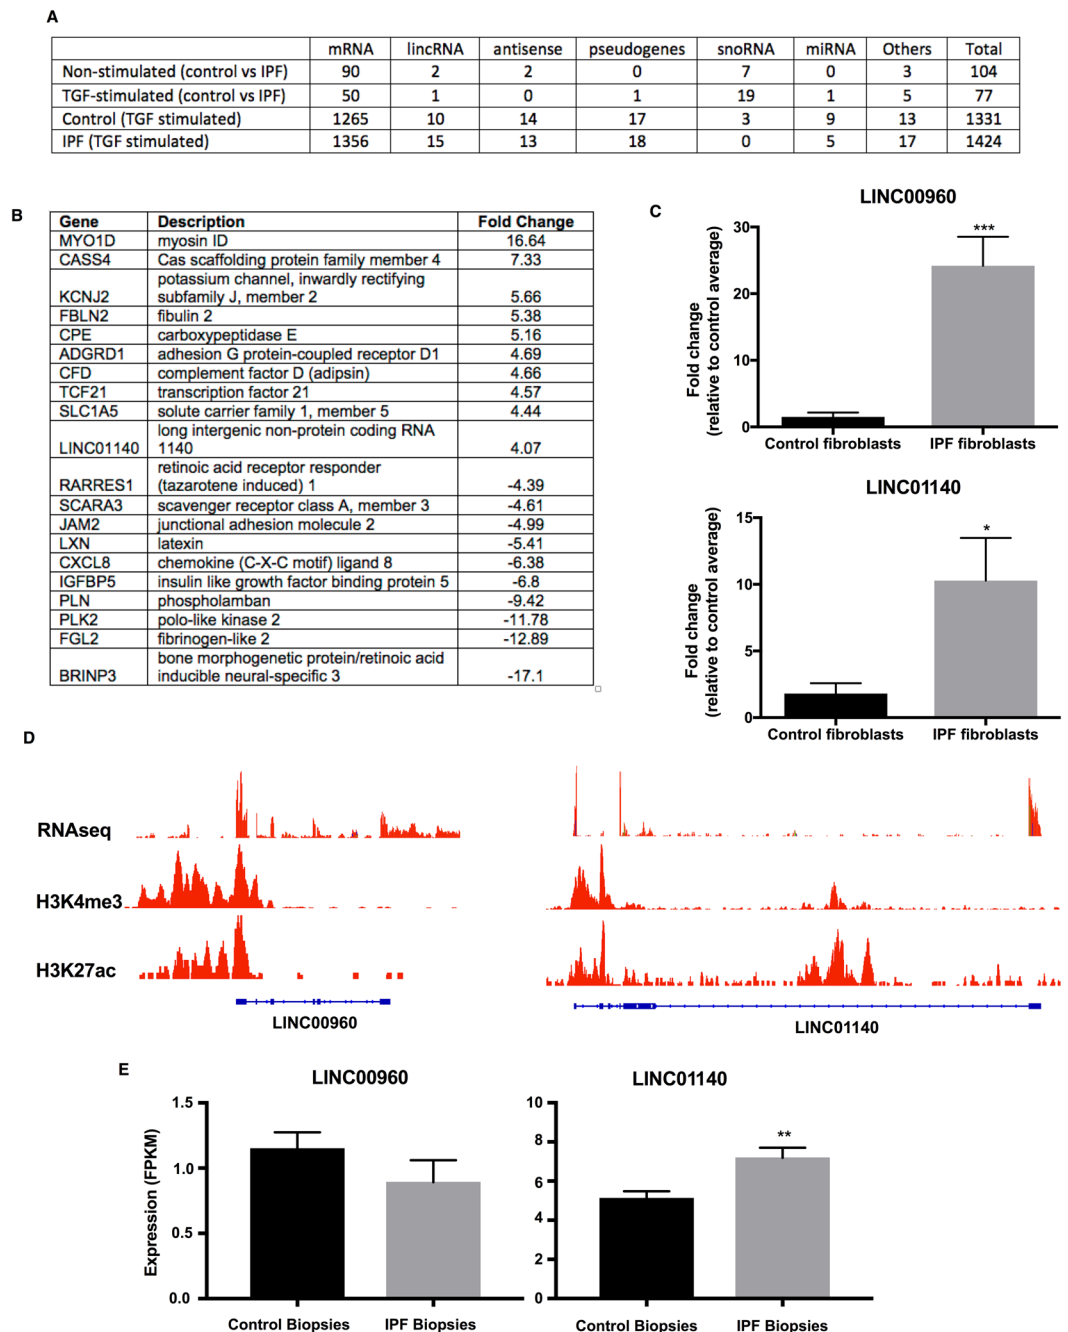 A
mRNA lincRNA antisense pseudogenes snoRNA miRNA Others Total
Non-stimulated (control vs IPF) 90 2 2 0 7 0 3 104
TGF-stimulated (control vs IPF) 50 1 0 1 19 1 5 77
Control (TGF stimulated) 1265 10 14 17 3 9 13 1331
IPF (TGF stimulated) 1356 15 13 18 0 5 17 1424
B
Gene Description Fold Change
MYO1D myosin ID 16.64
CASS4 Cas scaffolding protein family member 4 7.33
potassium channel, inwardly rectifying
KCNJ2 subfamily J, member 2 5.66
FBLN2 fibulin 2 5.38
CPE carboxypeptidase E 5.16
ADGRD1 adhesion G protein-coupled receptor D1 4.69
CFD complement factor D (adipsin) 4.66
TCF21 transcription factor 21 4.57
SLC1A5 solute carrier family 1, member 5 4.44
long intergenic non-protein coding RNA
LINC01140 1140 4.07
retinoic acid receptor responder
RARRES1 (tazarotene induced) 1 -4.39
SCARA3 scavenger receptor class A, member 3 -4.61
JAM2 junctional adhesion molecule 2 -4.99
LXN latexin -5.41
CXCL8 chemokine (C-X-C motif) ligand 8 -6.38
IGFBP5 insulin like growth factor binding protein 5 -6.8
PLN phospholamban -9.42
PLK2 polo-like kinase 2 -11.78
FGL2 fibrinogen-like 2 -12.89
bone morphogenetic protein/retinoic acid
BRINP3 inducible neural-specific 3 -17.1
C
LINC00960
Fold change
(relative to control average)
30
20
10
0
***
Control fibroblasts IPF fibroblasts
LINC01140
Fold change
(relative to control average)
15
10
5
0
*
Control fibroblasts IPF fibroblasts
D
RNAseq
H3K4me3
H3K27ac
LINC00960
LINC01140
E
LINC00960
Expression (FPKM)
1.5
1.0
0.5
0.0
Control Biopsies IPF Biopsies
LINC01140
10
8
6
4
2
0
**
Control Biopsies IPF Biopsies